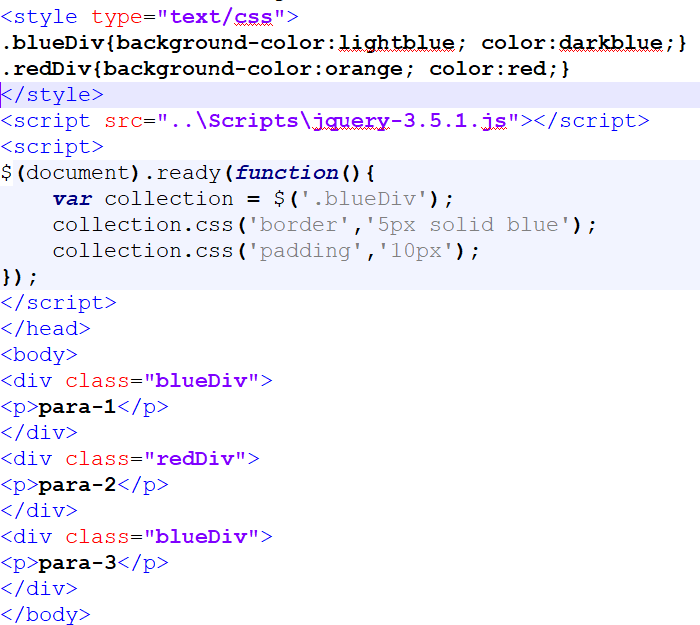 <style type="text/css">
.blueDiv{background-color:lightblue; color:darkblue;}
.redDiv{background-color:orange; color:red;}
</style>
<script src="..\Scripts\jquery-3.5.1.js"></script>
<script>
$(document).ready(function(){
    var collection = $('.blueDiv');
    collection.css('border','5px solid blue');
    collection.css('padding','10px');
});
</script>
</head>
<body>
<div class="blueDiv">
<p>para-1</p>
</div>
<div class="redDiv">
<p>para-2</p>
</div>
<div class="blueDiv">
<p>para-3</p>
</div>
</body>